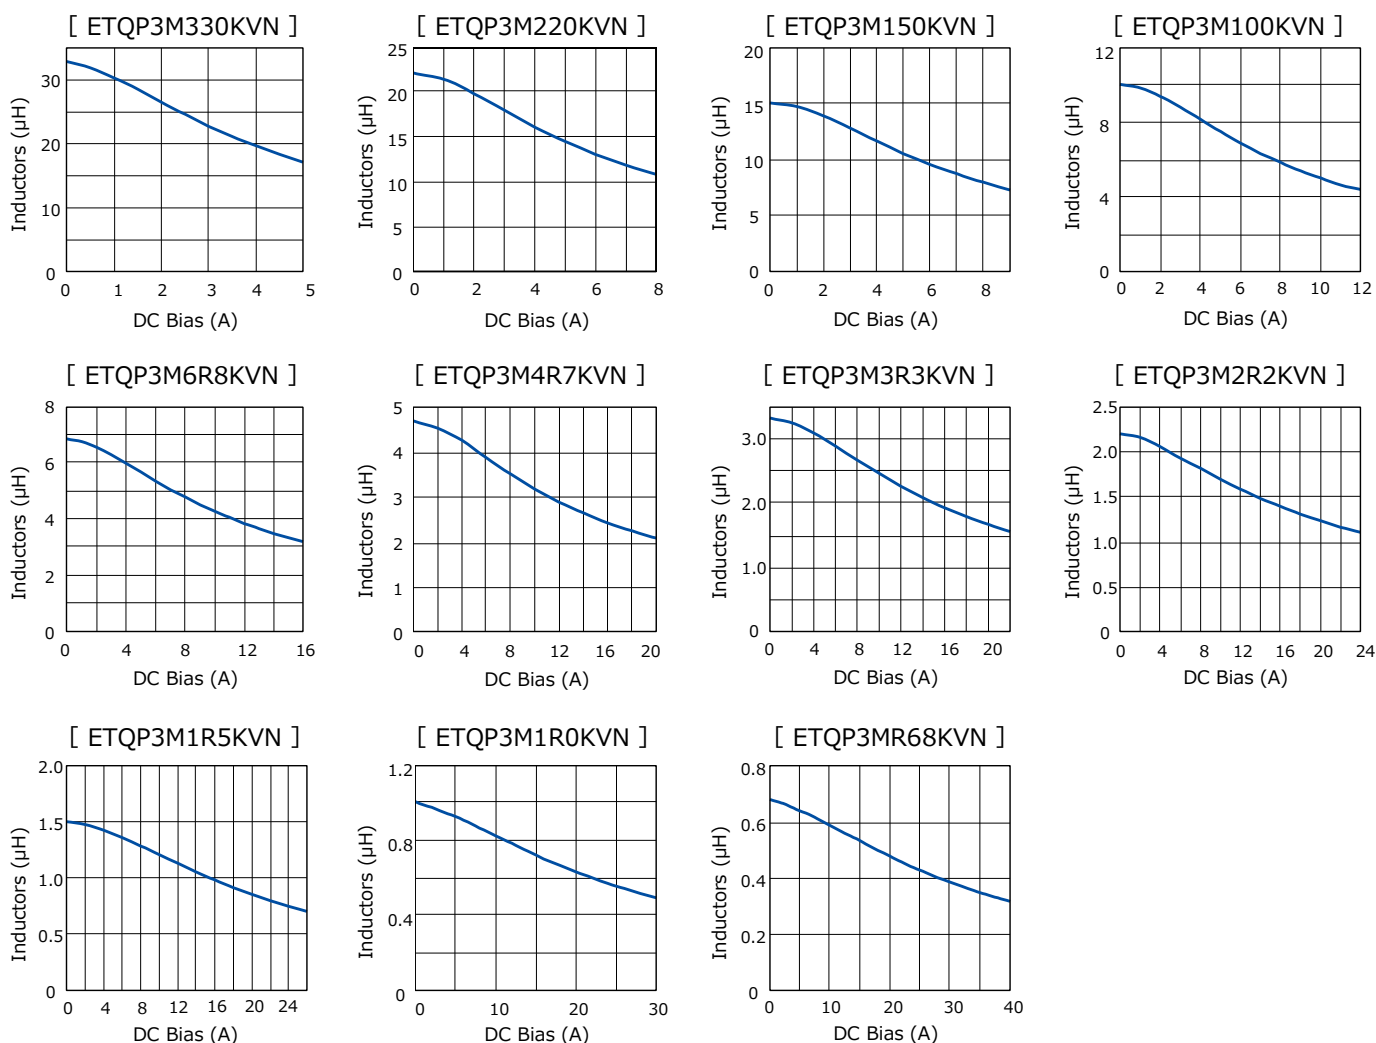 [ ETQP3M330KVN ]
30
20
10
0
0 1 2 3 4 5
Inductors (µH)
DC Bias (A)
[ ETQP3M220KVN ]
25
20
15
10
5
0
0 2 4 6 8
Inductors (µH)
DC Bias (A)
[ ETQP3M150KVN ]
20
15
10
5
0
0 2 4 6 8
Inductors (µH)
DC Bias (A)
[ ETQP3M100KVN ]
12
8
4
0
0 2 4 6 8 10 12
Inductors (µH)
DC Bias (A)
[ ETQP3M6R8KVN ]
8
6
4
2
0
0 4 8 12 16
Inductors (µH)
DC Bias (A)
[ ETQP3M4R7KVN ]
5
4
3
2
1
0
0 4 8 12 16 20
Inductors (µH)
DC Bias (A)
[ ETQP3M3R3KVN ]
3.0
2.0
1.0
0
0 4 8 12 16 20
Inductors (µH)
DC Bias (A)
[ ETQP3M2R2KVN ]
2.5
2.0
1.5
1.0
0.5
0
0 4 8 12 16 20 24
Inductors (µH)
DC Bias (A)
[ ETQP3M1R5KVN ]
2.0
1.5
1.0
0.5
0
0 4 8 12 16 20 24
Inductors (µH)
DC Bias (A)
[ ETQP3M1R0KVN ]
1.2
0.8
0.4
0
0 10 20 30
Inductors (µH)
DC Bias (A)
[ ETQP3MR68KVN ]
0.8
0.6
0.4
0.2
0
0 10 20 30 40
Inductors (µH)
DC Bias (A)